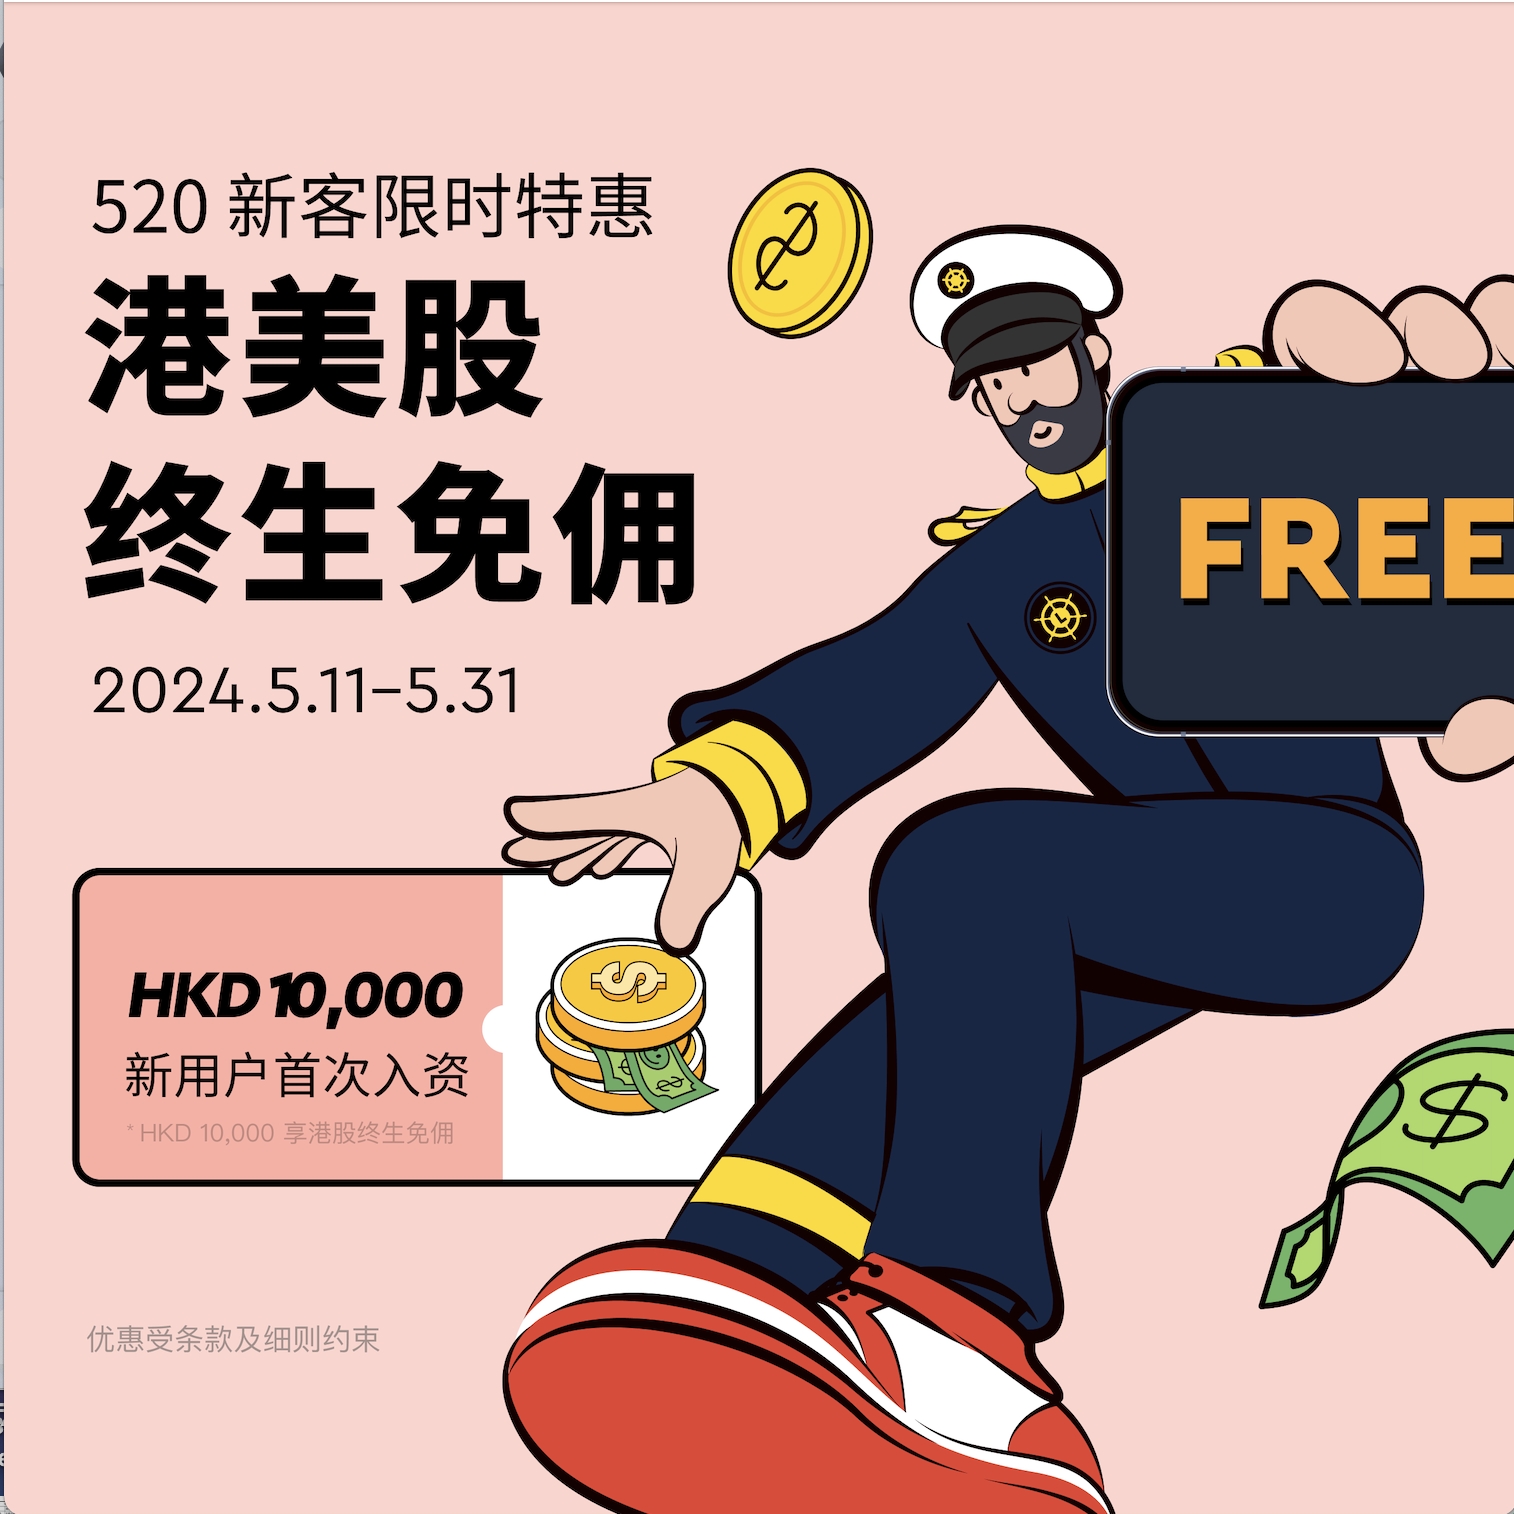 520 新客限时特惠
港美股
终生免佣
2024.5.11-5.31
FREE
HKD 10,000
新用户首次入资
* HKD 10,000 享港股终生免佣
优惠受条款及细则约束